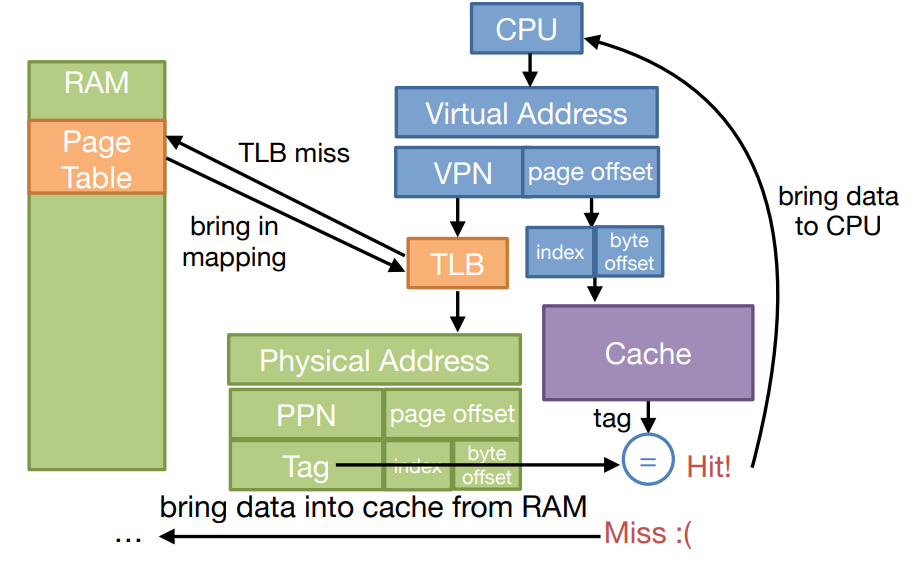 CPU
RAM
Virtual Address
Page
Table
TLB miss
VPN
page offset
bring data
to CPU
bring in
mapping
TLB
index
byte
offset
Physical Address
Cache
PPN
page offset
tag
Tag
index
byte
offset
=
Hit!
bring data into cache from RAM
...
Miss :(